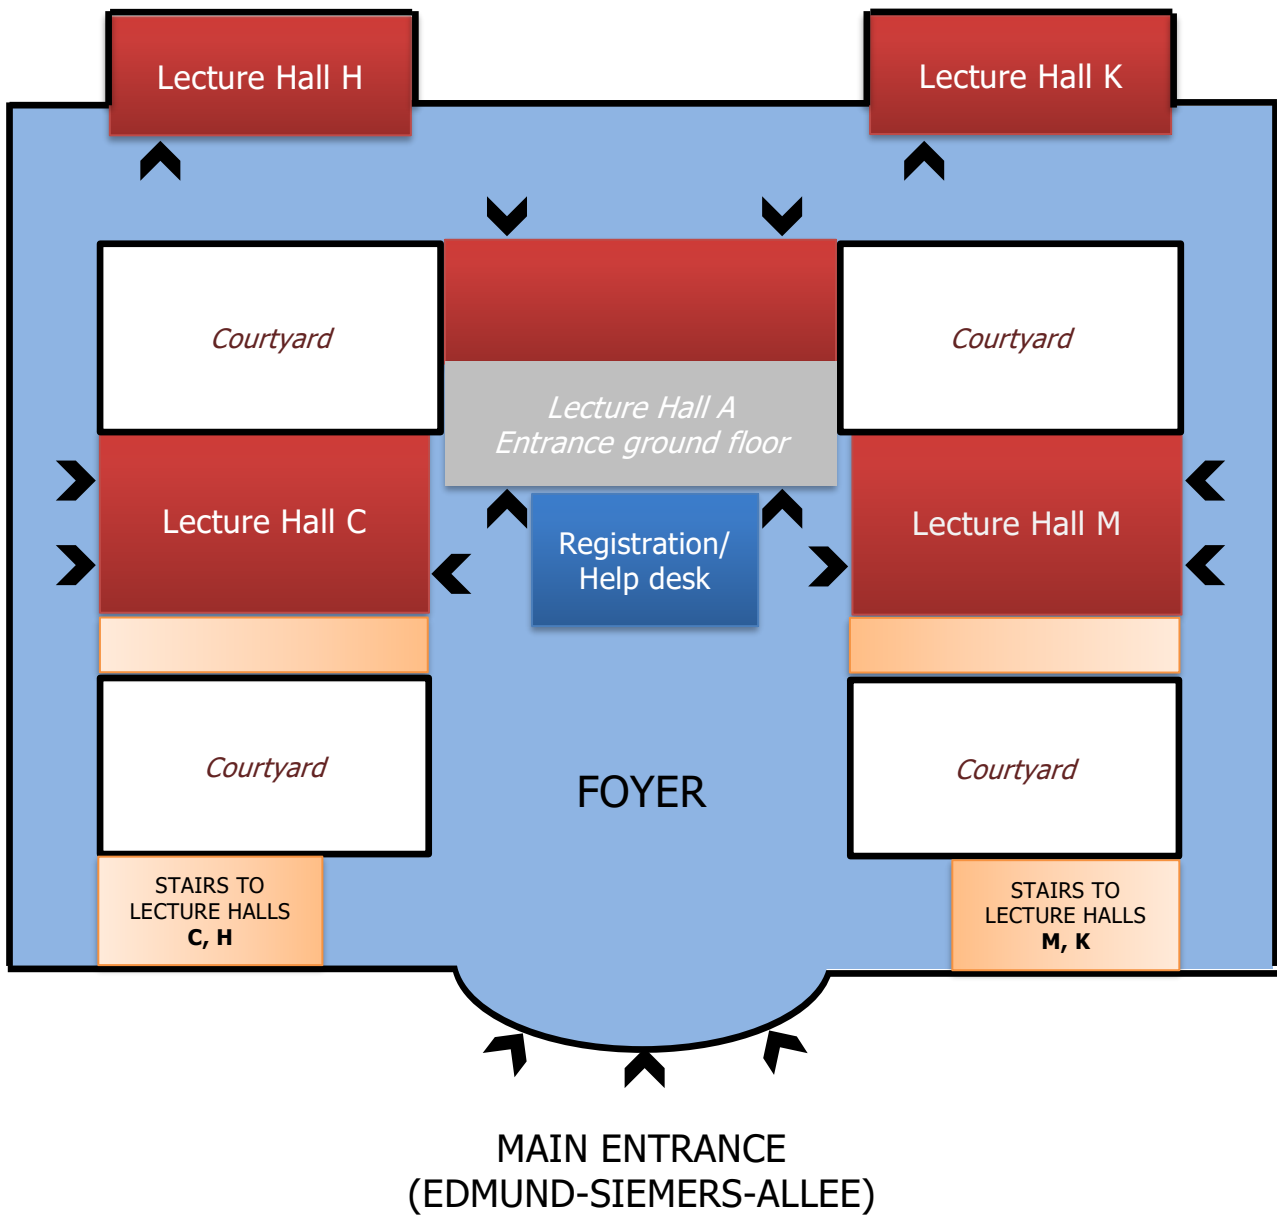 Lecture Hall H
Lecture Hall K
Courtyard
Courtyard
Lecture Hall A
Entrance ground floor
Lecture Hall C
Registration/
Help desk
Lecture Hall M
Courtyard
FOYER
Courtyard
STAIRS TO
LECTURE HALLS
C, H
STAIRS TO
LECTURE HALLS
M, K
MAIN ENTRANCE
(EDMUND-SIEMERS-ALLEE)